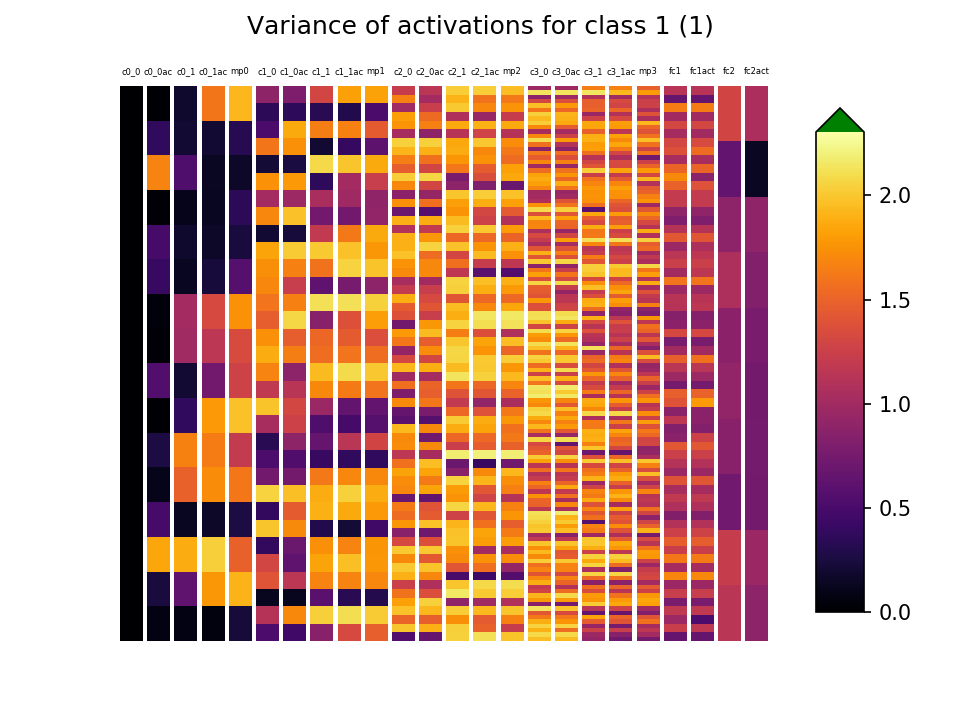 Variance of activations for class 1 (1)
c0_0 c0_0ac c0_1 c0_1ac mp0 c1_0 c1_0ac c1_1 c1_1ac mp1 c2_0 c2_0ac c2_1 c2_1ac mp2 c3_0 c3_0ac c3_1 c3_1ac mp3 fc1 fc1act fc2 fc2act
2.0
1.5
1.0
0.5
0.0